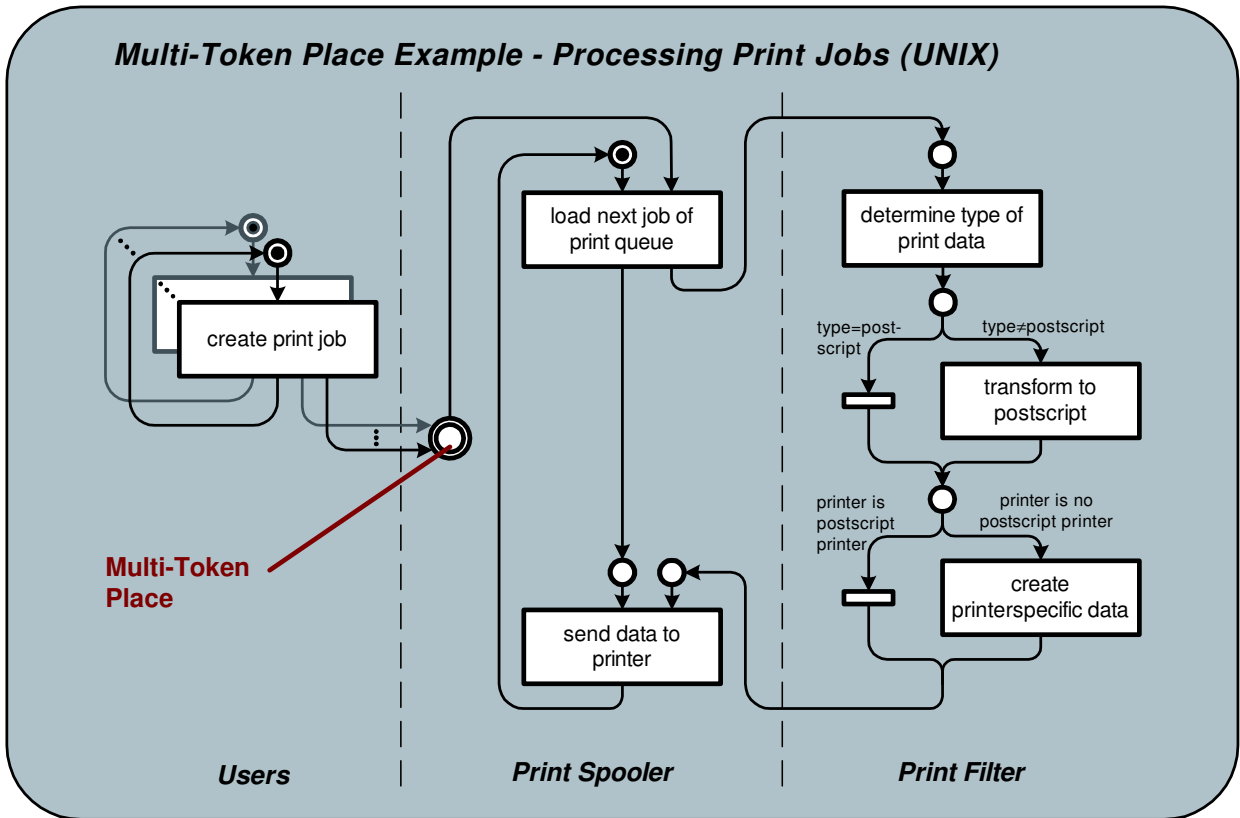 Multi-Token Place Example - Processing Print Jobs (UNIX)
create print job
Multi-Token
Place
Users
load next job of
print queue
send data to
printer
Print Spooler
determine type of
print data
type=post-
script
type≠postscript
transform to
postscript
printer is
postscript
printer
printer is no
postscript printer
create
printerspecific data
Print Filter